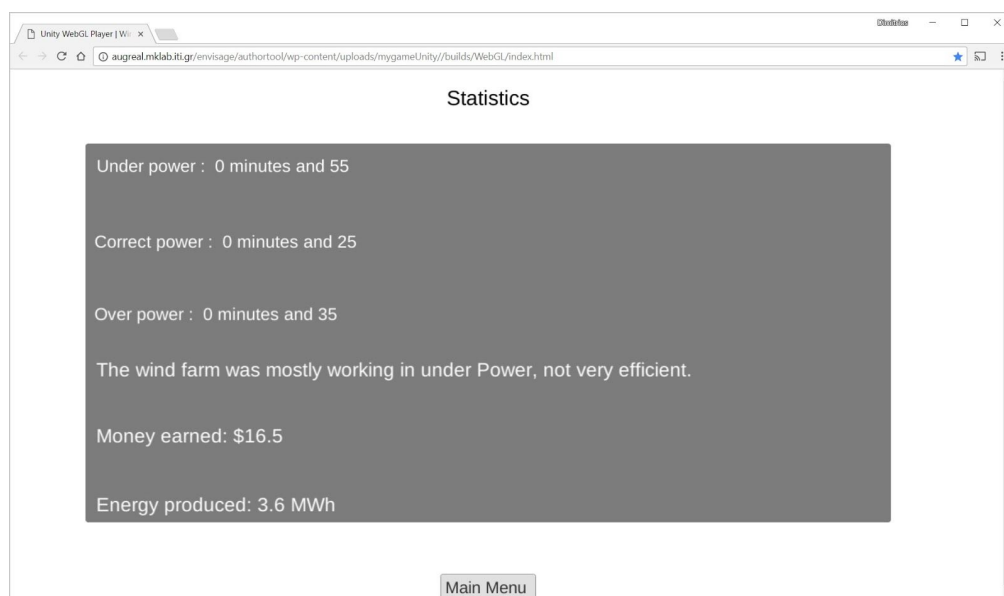 Unity WebGL Player | Wi
Dimitrios
augreal.mklab.iti.gr/envisage/authortool/wp-content/uploads/mygameUnity//builds/WebGL/index.html
Statistics
Under power : 0 minutes and 55
Correct power : 0 minutes and 25
Over power : 0 minutes and 35
The wind farm was mostly working in under Power, not very efficient.
Money earned: $16.5
Energy produced: 3.6 MWh
Main Menu